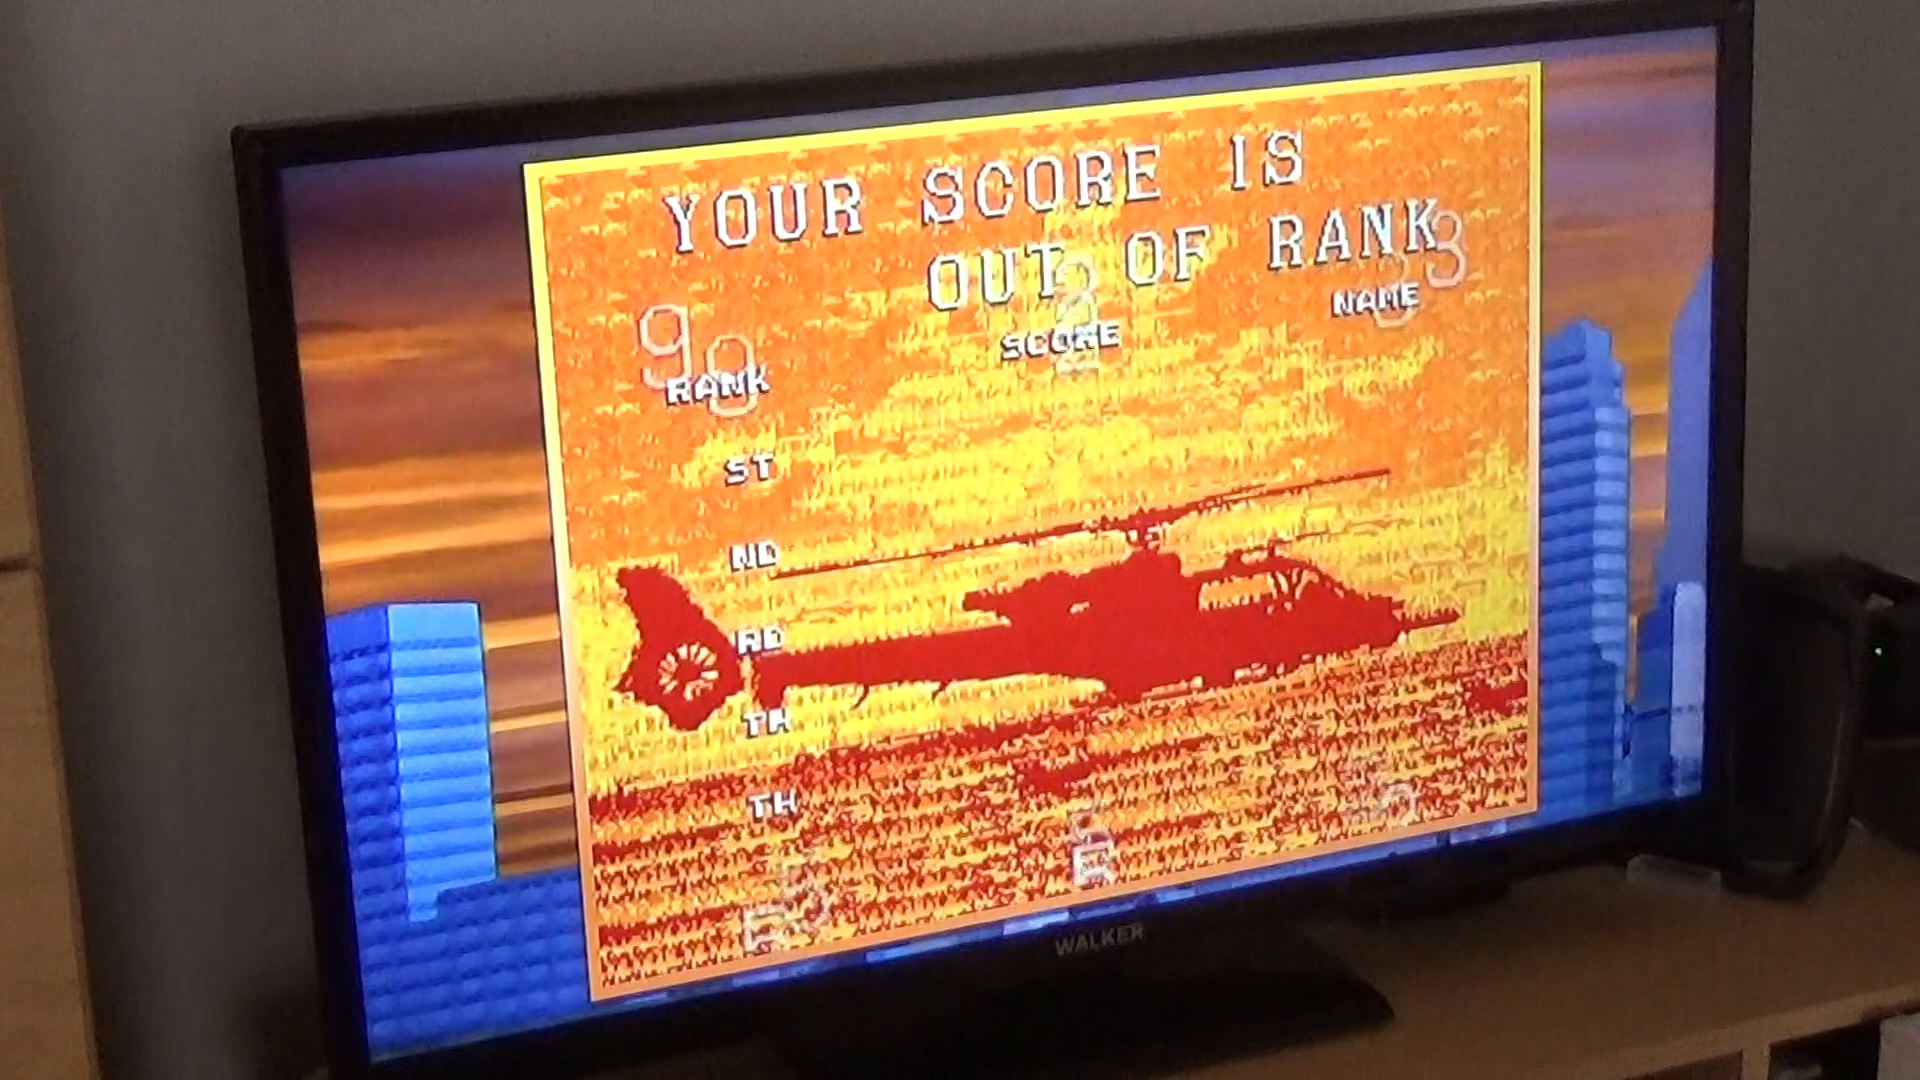 YOUR SCORE IS
OUT OF RANK
RANK SCORE NAME
ST
ND
RD
TH
TH
WALKER